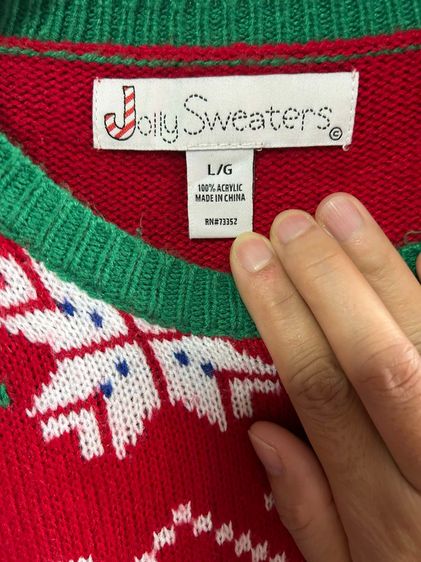 Jolly Sweaters ©
L/G
100% ACRYLIC
MADE IN CHINA
RN#73352